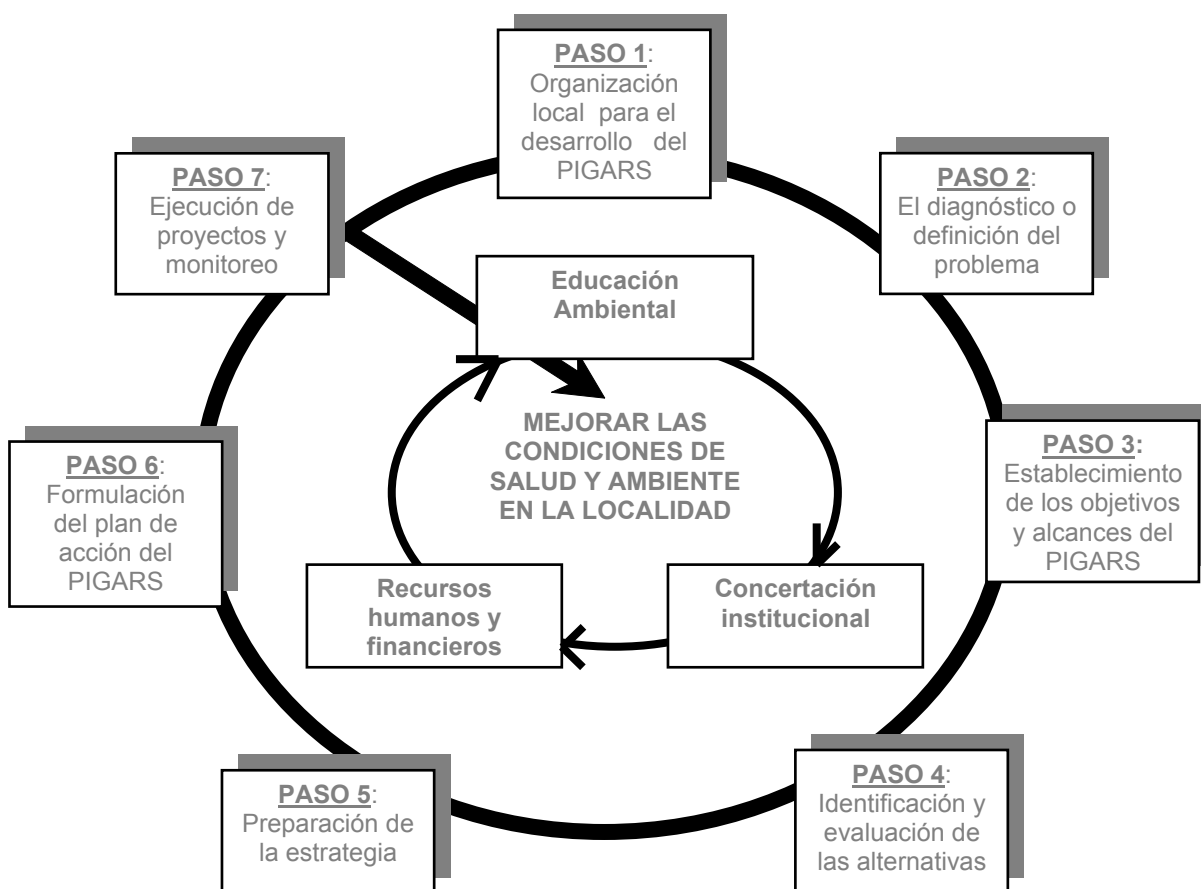 PASO 1:
Organización
local para el
desarrollo del
PIGARS
PASO 2:
El diagnóstico o
definición del
problema
PASO 3:
Establecimiento
de los objetivos
y alcances del
PIGARS
PASO 4:
Identificación y
evaluación de
las alternativas
PASO 5:
Preparación de
la estrategia
PASO 6:
Formulación
del plan de
acción del
PIGARS
PASO 7:
Ejecución de
proyectos y
monitoreo
Educación
Ambiental
MEJORAR LAS
CONDICIONES DE
SALUD Y AMBIENTE
EN LA LOCALIDAD
Concertación
institucional
Recursos
humanos y
financieros